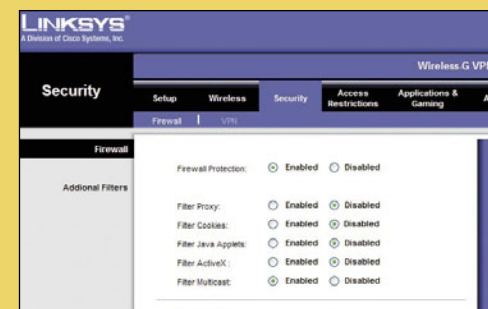 LINKSYS®
A Division of Cisco Systems, Inc.
Wireless-G VPN
Security
Setup Wireless Security Access Restrictions Applications & Gaming A
Firewall | VPN
Firewall
Firewall Protection: Enabled Disabled
Addional Filters
Filter Proxy: Enabled Disabled
Filter Cookies: Enabled Disabled
Filter Java Applets: Enabled Disabled
Filter ActiveX : Enabled Disabled
Filter Multicast: Enabled Disabled